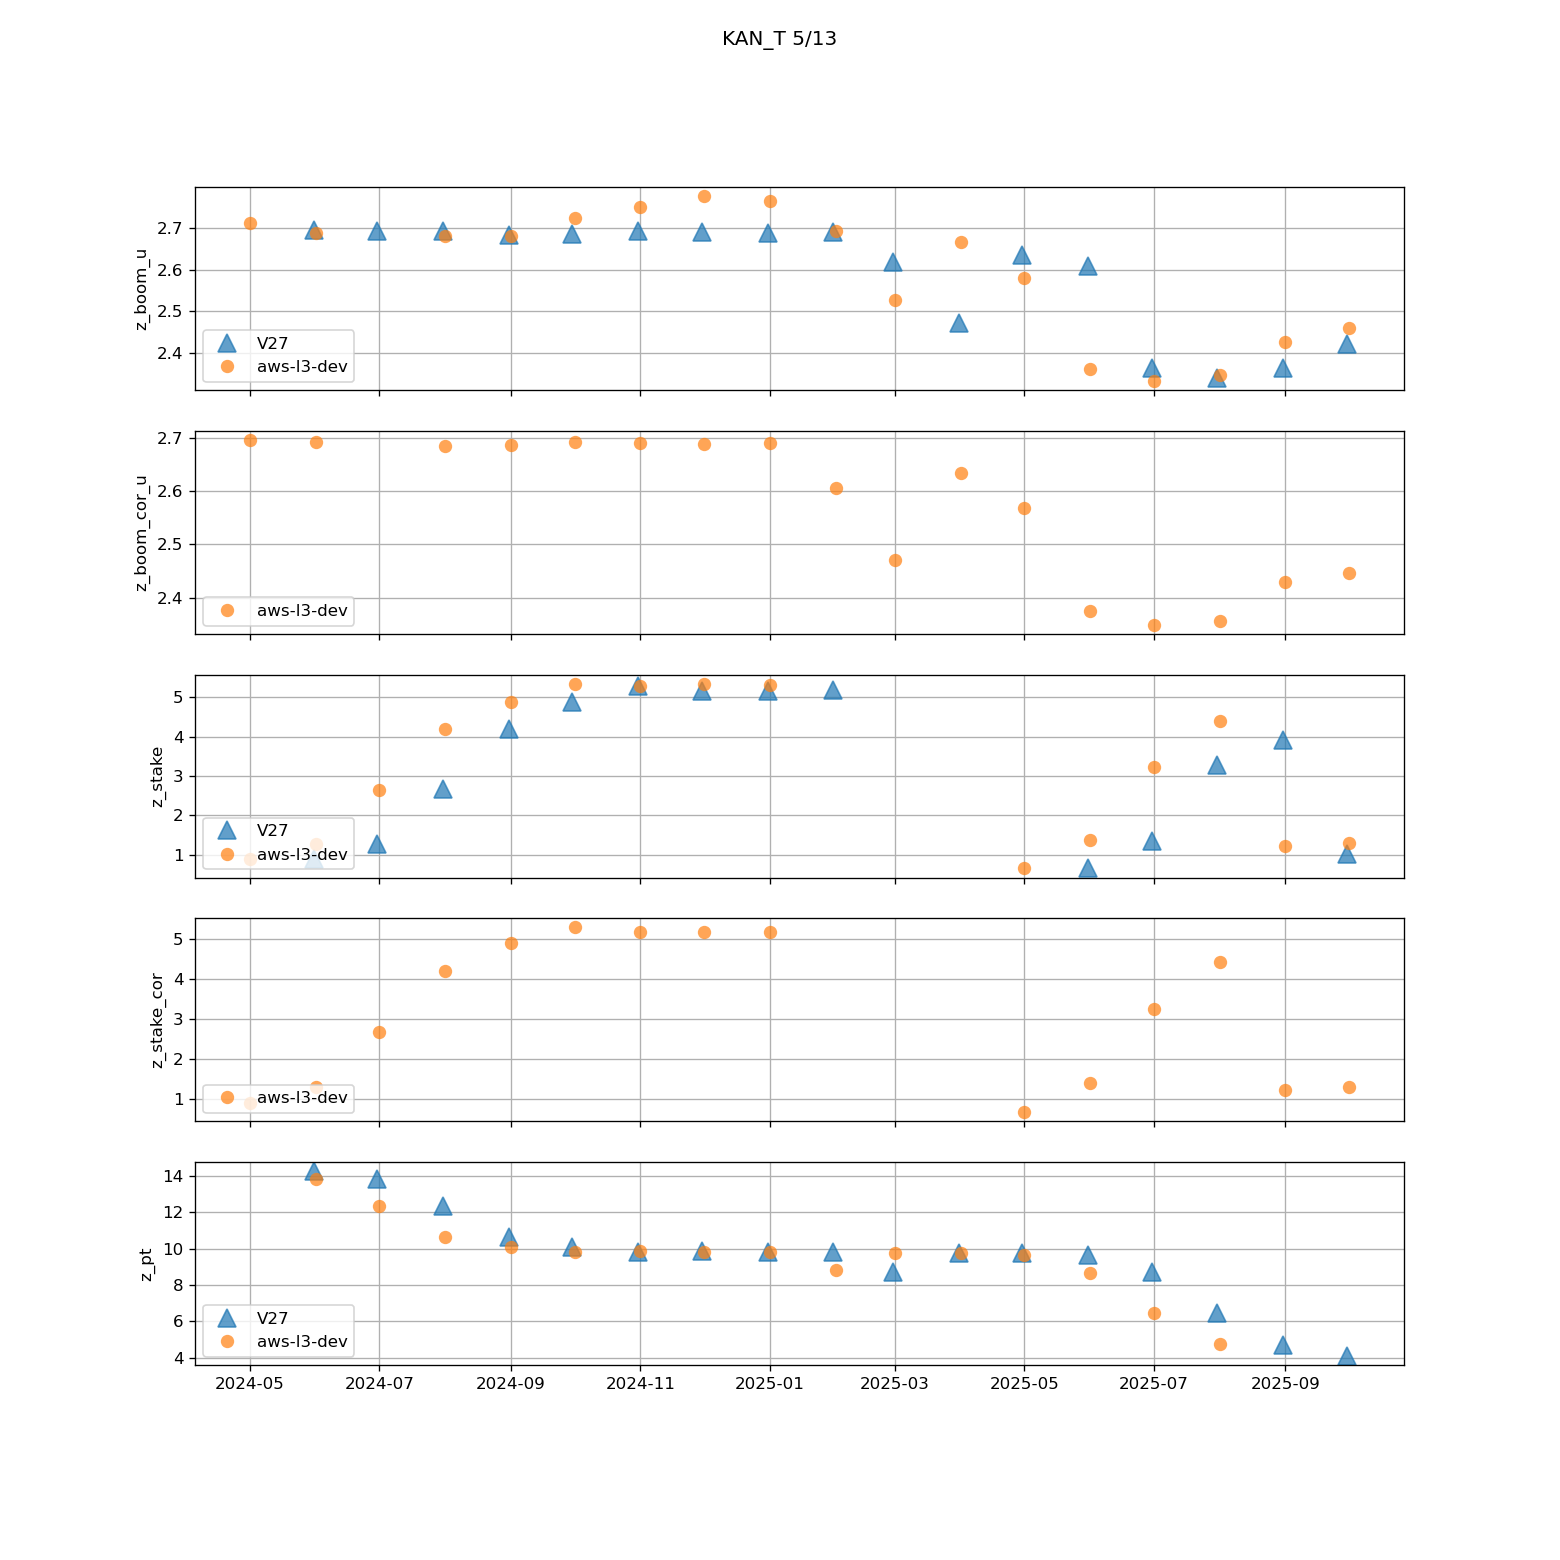 KAN_T 5/13
z_boom_u
2.7
2.6
2.5
2.4
V27
aws-l3-dev
z_boom_cor_u
2.7
2.6
2.5
2.4
aws-l3-dev
z_stake
5
4
3
2
1
V27
aws-l3-dev
z_stake_cor
5
4
3
2
1
aws-l3-dev
z_pt
14
12
10
8
6
4
V27
aws-l3-dev
2024-05 2024-07 2024-09 2024-11 2025-01 2025-03 2025-05 2025-07 2025-09